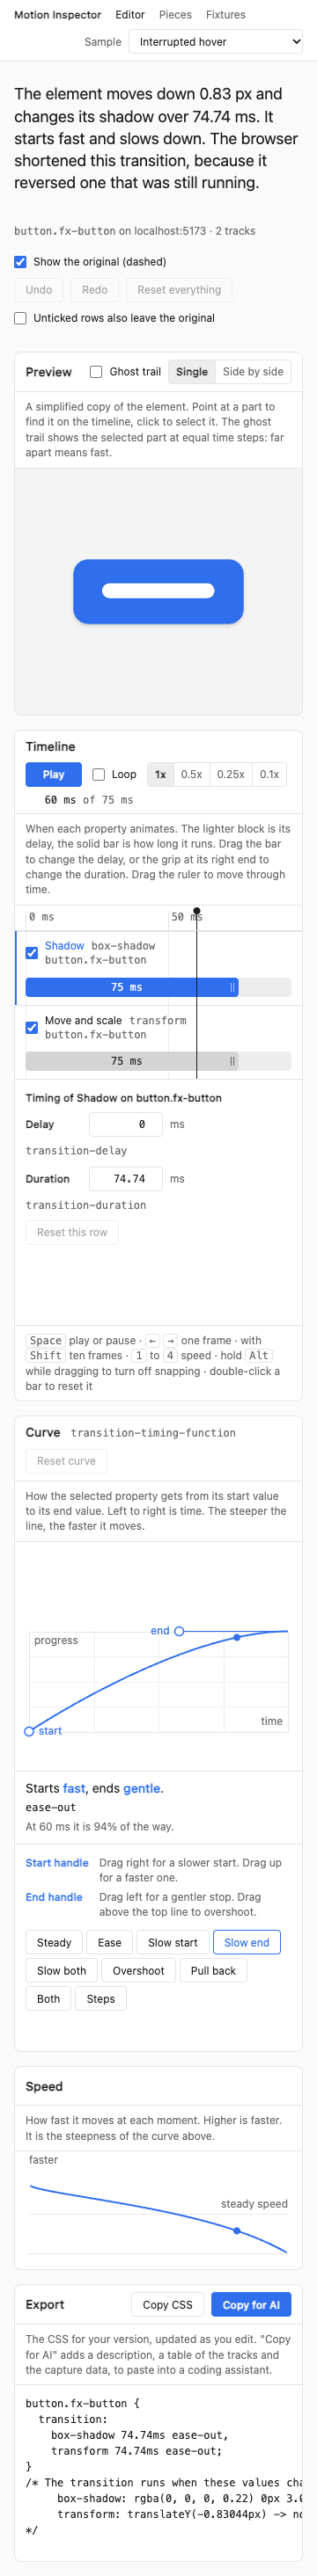 Motion Inspector Editor Pieces Fixtures
Sample Interrupted hover
The element moves down 0.83 px and
changes its shadow over 74.74 ms. It
starts fast and slows down. The browser
shortened this transition, because it
reversed one that was still running.
button.fx-button on localhost:5173 · 2 tracks
Show the original (dashed)
Undo Redo Reset everything
Unticked rows also leave the original
Preview Ghost trail Single Side by side
A simplified copy of the element. Point at a part to
find it on the timeline, click to select it. The ghost
trail shows the selected part at equal time steps: far
apart means fast.
Timeline
Play Loop 1x 0.5x 0.25x 0.1x
60 ms of 75 ms
When each property animates. The lighter block is its
delay, the solid bar is how long it runs. Drag the bar
to change the delay, or the grip at its right end to
change the duration. Drag the ruler to move through
time.
0 ms 50 ms
Shadow box-shadow
button.fx-button
75 ms
Move and scale transform
button.fx-button
75 ms
Timing of Shadow on button.fx-button
Delay 0 ms
transition-delay
Duration 74.74 ms
transition-duration
Reset this row
Space play or pause · ← → one frame · with
Shift ten frames · 1 to 4 speed · hold Alt
while dragging to turn off snapping · double-click a
bar to reset it
Curve transition-timing-function
Reset curve
How the selected property gets from its start value
to its end value. Left to right is time. The steeper the
line, the faster it moves.
end
progress
time
start
Starts fast, ends gentle.
ease-out
At 60 ms it is 94% of the way.
Start handle Drag right for a slower start. Drag up
for a faster one.
End handle Drag left for a gentler stop. Drag
above the top line to overshoot.
Steady Ease Slow start Slow end
Slow both Overshoot Pull back
Both Steps
Speed
How fast it moves at each moment. Higher is faster.
It is the steepness of the curve above.
faster
steady speed
Export Copy CSS Copy for AI
The CSS for your version, updated as you edit. "Copy
for AI" adds a description, a table of the tracks and
the capture data, to paste into a coding assistant.
button.fx-button {
transition:
box-shadow 74.74ms ease-out,
transform 74.74ms ease-out;
}
/* The transition runs when these values cha
box-shadow: rgba(0, 0, 0, 0.22) 0px 3.0
transform: translateY(-0.83044px) -> no
*/